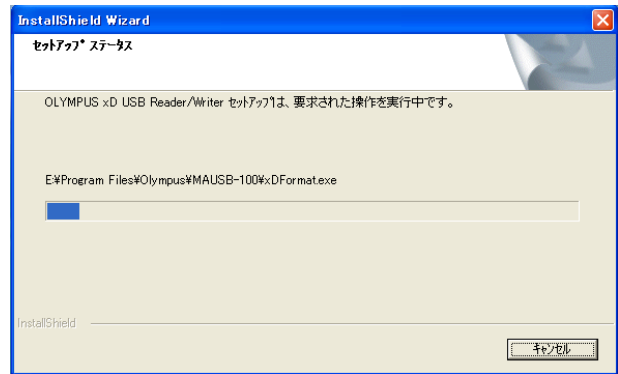 InstallShield Wizard
ｾｯﾄｱｯﾌﾟ ｽﾃｰﾀｽ
OLYMPUS xD USB Reader/Writer ｾｯﾄｱｯﾌﾟは、要求された操作を実行中です。
E:¥Program Files¥Olympus¥MAUSB-100¥xDFormat.exe
InstallShield
ｷｬﾝｾﾙ